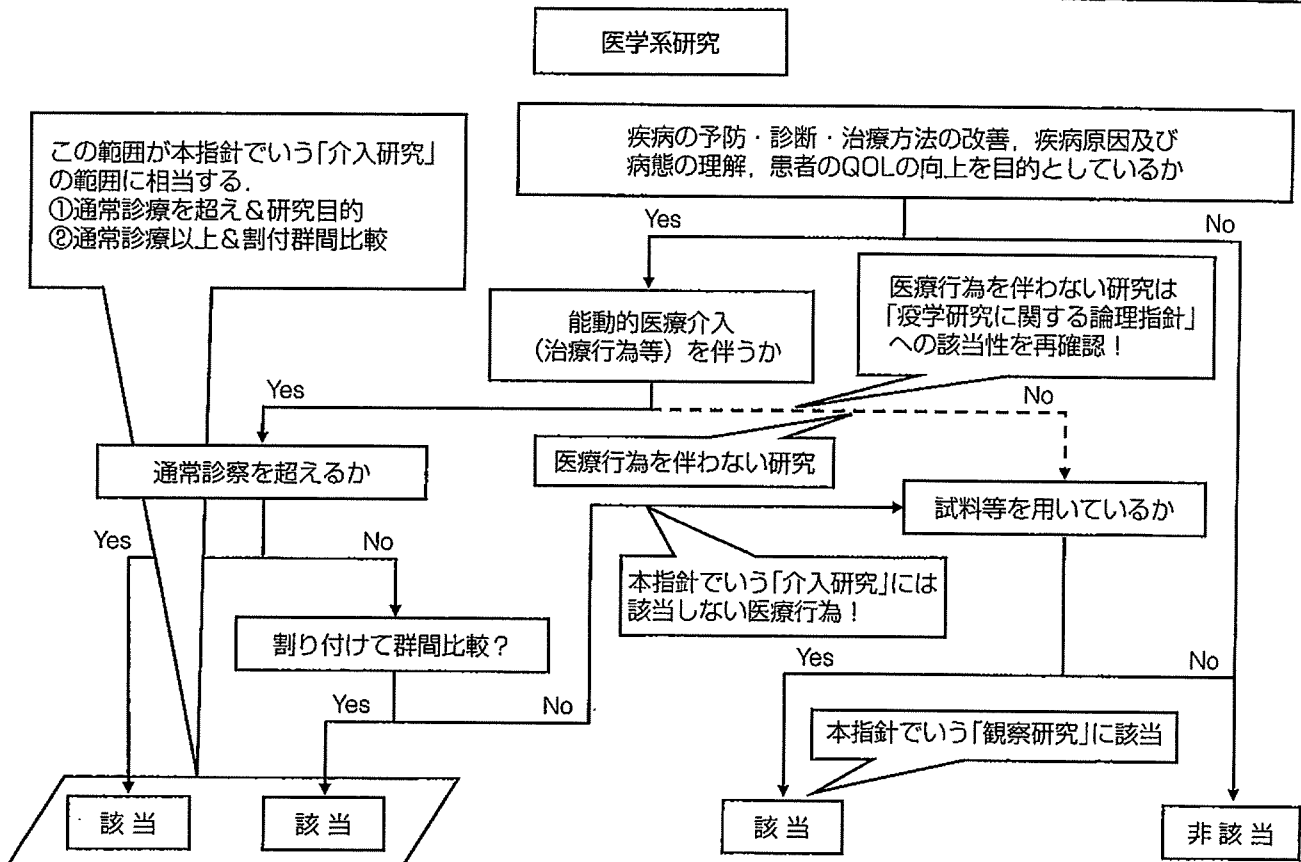 医学系研究
疾病の予防・診断・治療方法の改善，疾病原因及び
病態の理解，患者のQOLの向上を目的としているか
この範囲が本指針でいう「介入研究」
の範囲に相当する．
①通常診療を超え＆研究目的
②通常診療以上＆割付群間比較
Yes
No
能動的医療介入
（治療行為等）を伴うか
医療行為を伴わない研究は
「疫学研究に関する論理指針」
への該当性を再確認！
Yes
No
通常診察を超えるか
医療行為を伴わない研究
試料等を用いているか
Yes
No
本指針でいう「介入研究」には
該当しない医療行為！
割り付けて群間比較？
Yes
No
Yes
No
本指針でいう「観察研究」に該当
該当
該当
該当
非該当